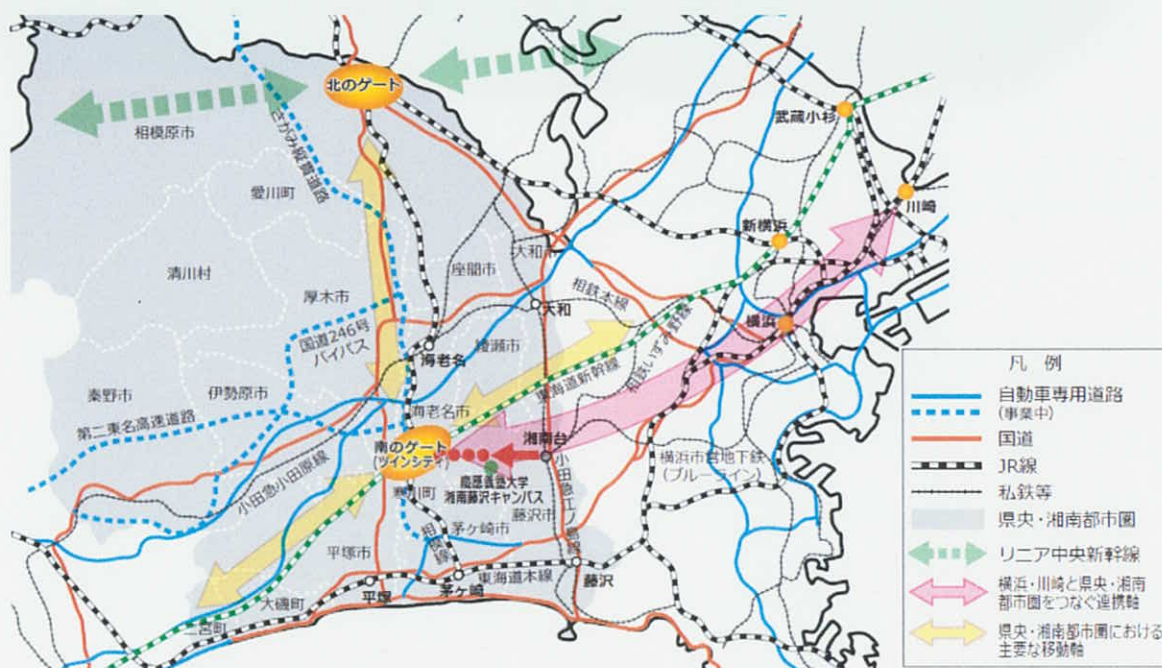 北のゲート
相模原市
さがみ縦貫道路
武蔵小杉
愛川町
川崎
新横浜
大和市
座間市
清川村
厚木市
相鉄本線
大和
国道246号
バイパス
横浜
相鉄いずみ野線
綾瀬市
海老名
東海道新幹線
秦野市
伊勢原市
海老名市
第二東名高速道路
南のゲート
(ツインシティ)
湘南台
小田急小田原線
慶應義塾大学
湘南藤沢キャンパス
横浜市営地下鉄
(ブルーライン)
小田急江ノ島線
寒川町
藤沢市
茅ヶ崎市
相模線
平塚市
東海道本線
藤沢
茅ヶ崎
平塚
大磯町
二宮町
凡 例
自動車専用道路
(事業中)
国道
JR線
私鉄等
県央・湘南都市圏
リニア中央新幹線
横浜・川崎と県央・湘南
都市圏をつなぐ連携軸
県央・湘南都市圏における
主要な移動軸